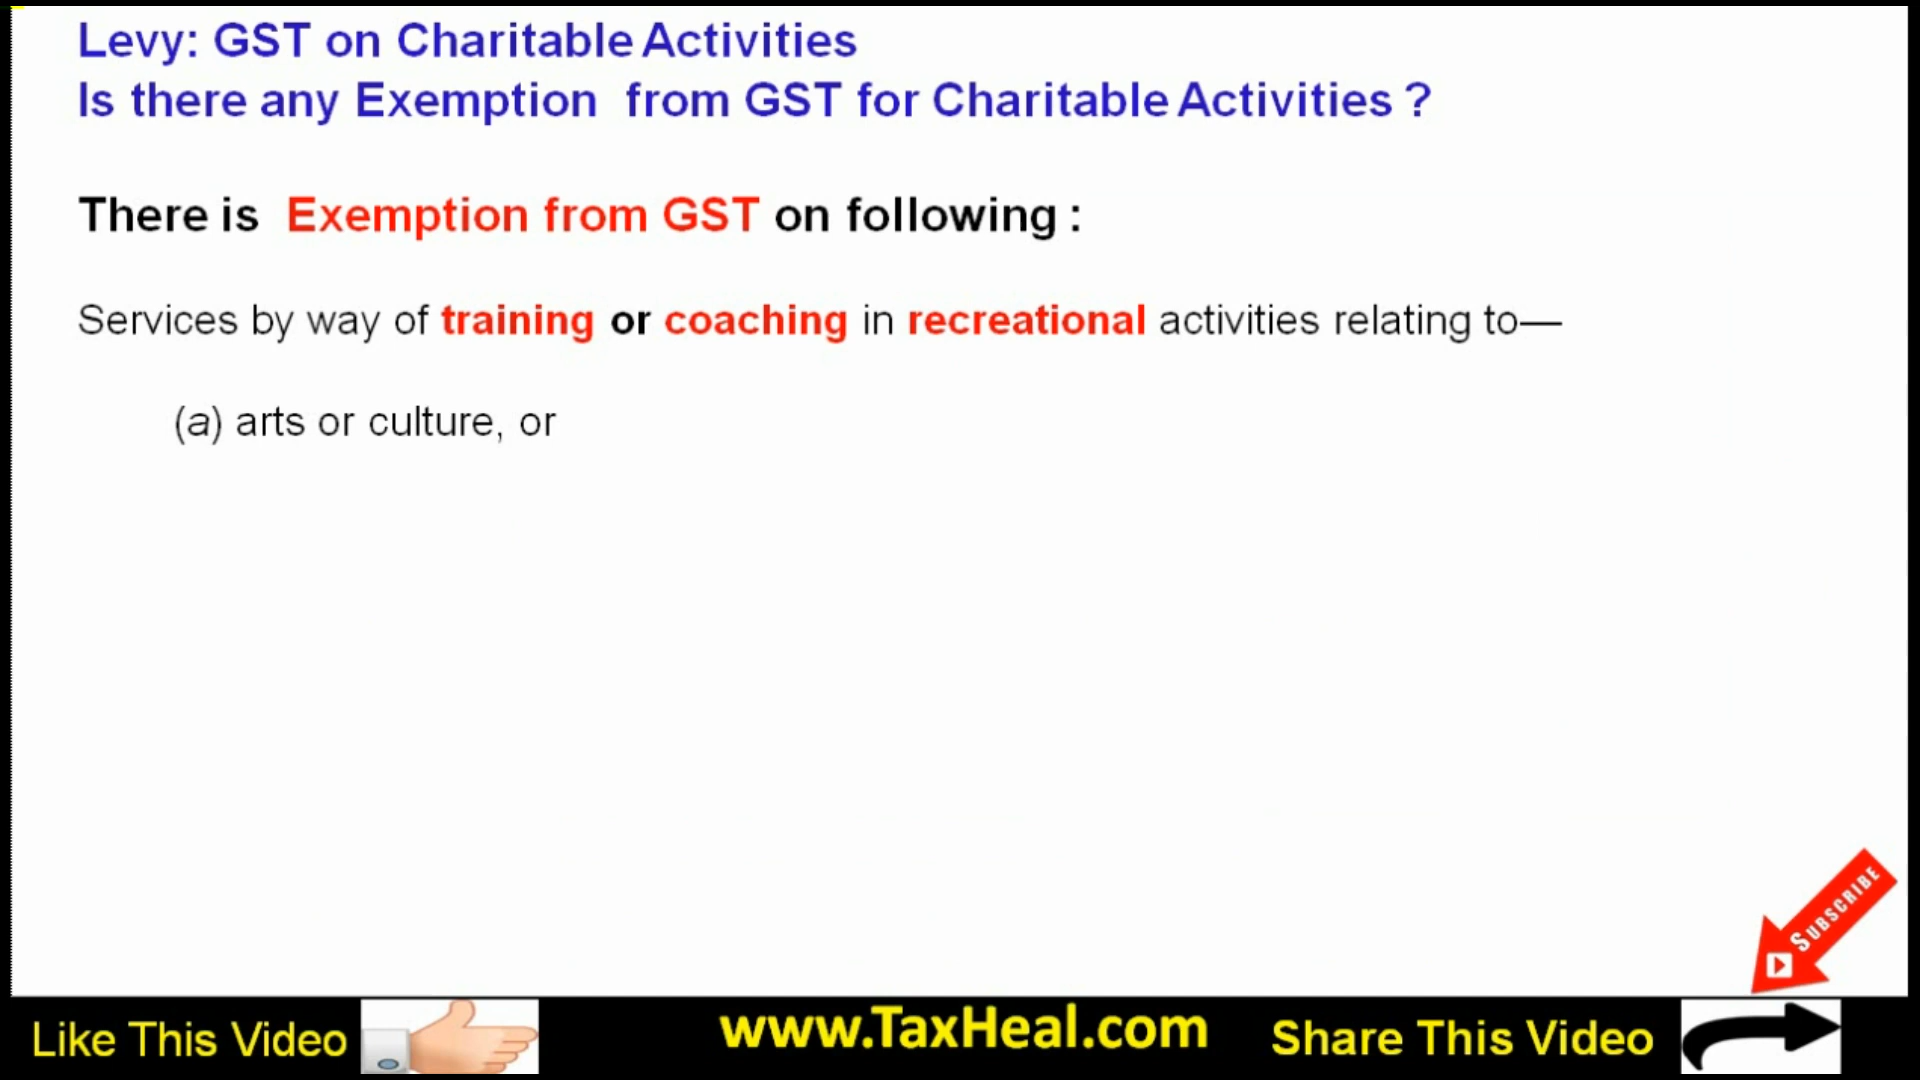 Levy: GST on Charitable Activities
Is there any Exemption from GST for Charitable Activities ?
There is Exemption from GST on following :
Services by way of training or coaching in recreational activities relating to—
(a) arts or culture, or
SUBSCRIBE
Like This Video
www.TaxHeal.com
Share This Video